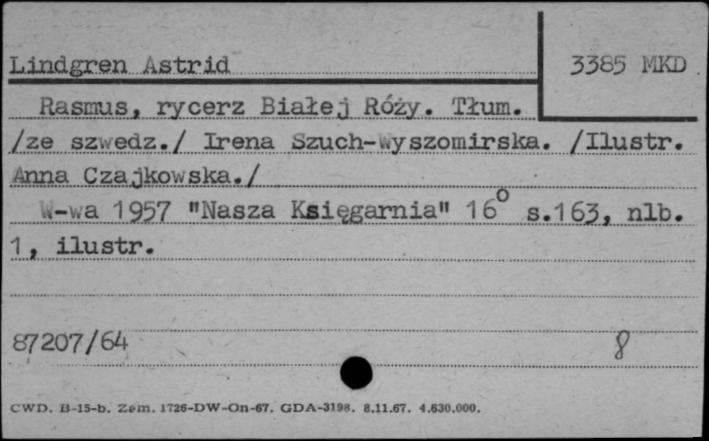 Lindgren Astrid 3385 MKD
Rasmus, rycerz Białej Róży. Tłum.
/ze szwedz./ Irena Szuch-Wyszomirska. /Ilustr.
Anna Czajkowska./
W-wa 1957 "Nasza Księgarnia" 16° s.163, nlb.
1, ilustr.
87207/64 8
CWD. B-15-b. Zam. 1726-DW-On-67. GDA-3198. 8.11.67. 4.630.000.